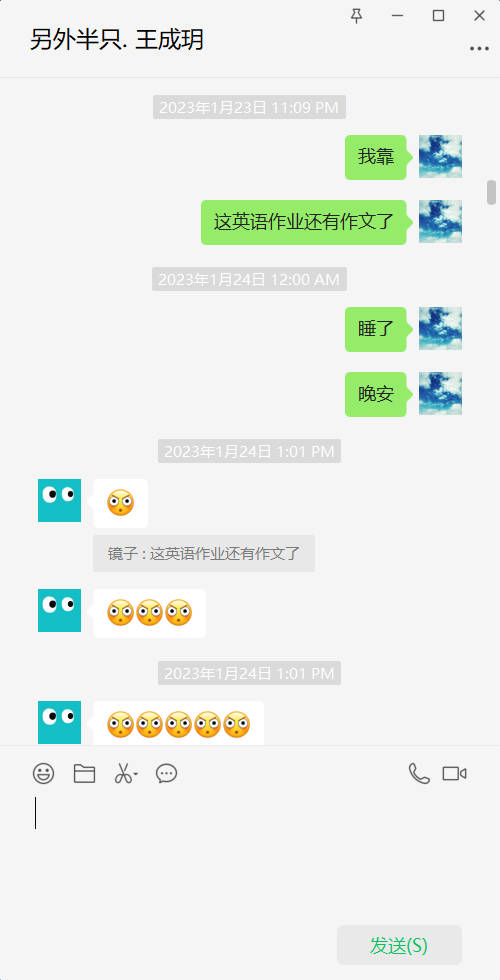 另外半只. 王成玥
2023年1月23日 11:09 PM
我靠
这英语作业还有作文了
2023年1月24日 12:00 AM
睡了
晚安
2023年1月24日 1:01 PM
镜子 : 这英语作业还有作文了
2023年1月24日 1:01 PM
发送(S)